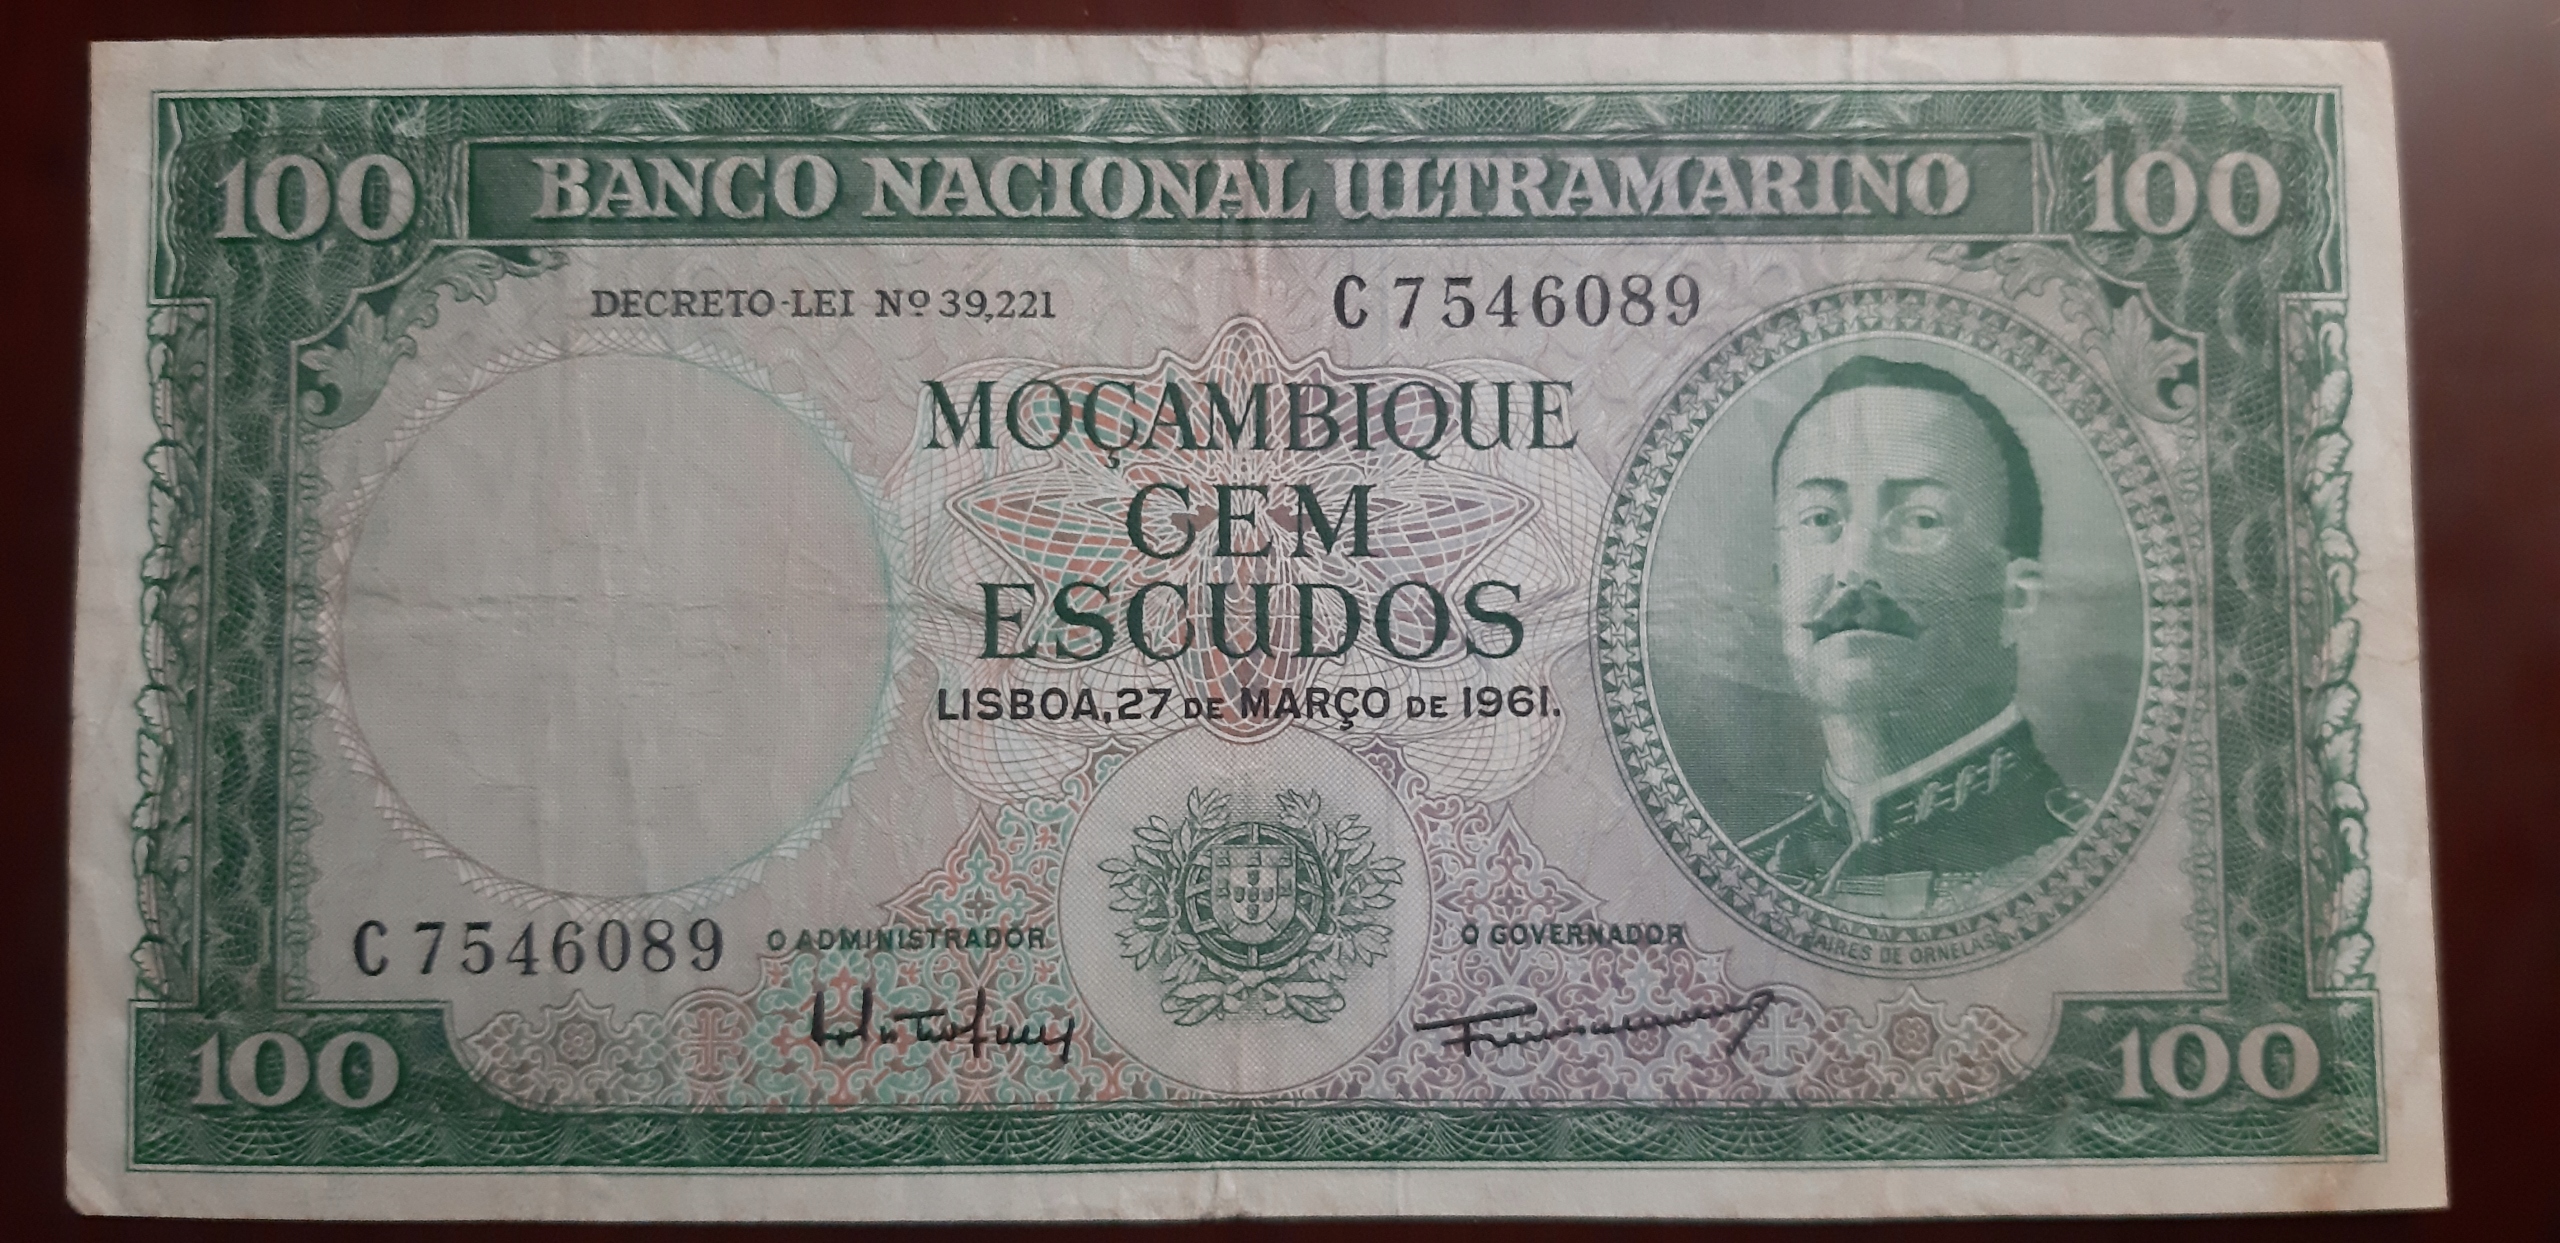 100 BANCO NACIONAL ULTRAMARINO 100
DECRETO-LEI Nº 39,221
C 7546089
MOÇAMBIQUE
CEM
ESCUDOS
LISBOA, 27 DE MARÇO DE 1961.
C 7546089
O ADMINISTRADOR
O GOVERNADOR
AIRES DE ORNELAS
100
100